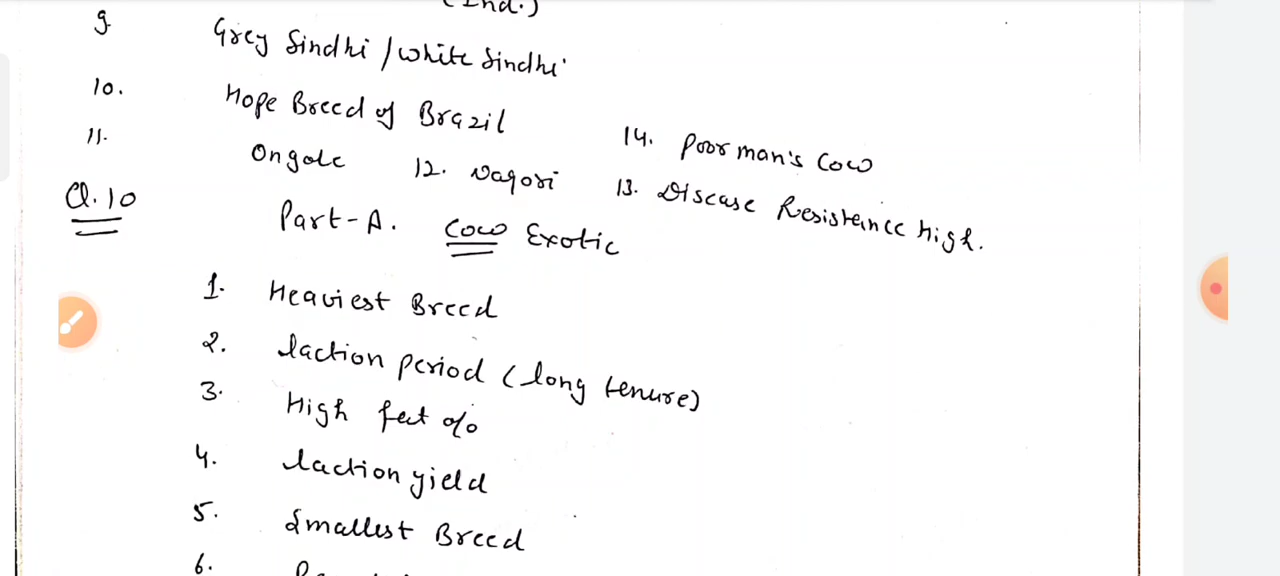 (Ind.)
9. Grey Sindhi / White Sindhi
10. Hope Breed of Brazil
11. Ongole 12. Nagori 13. Disease Resistance high.
14. Poor man's Cow
Q.10 Part-A. Cow Exotic
1. Heaviest Breed
2. laction period (long tenure)
3. High fat %
4. laction yield
5. Smallest Breed
6.